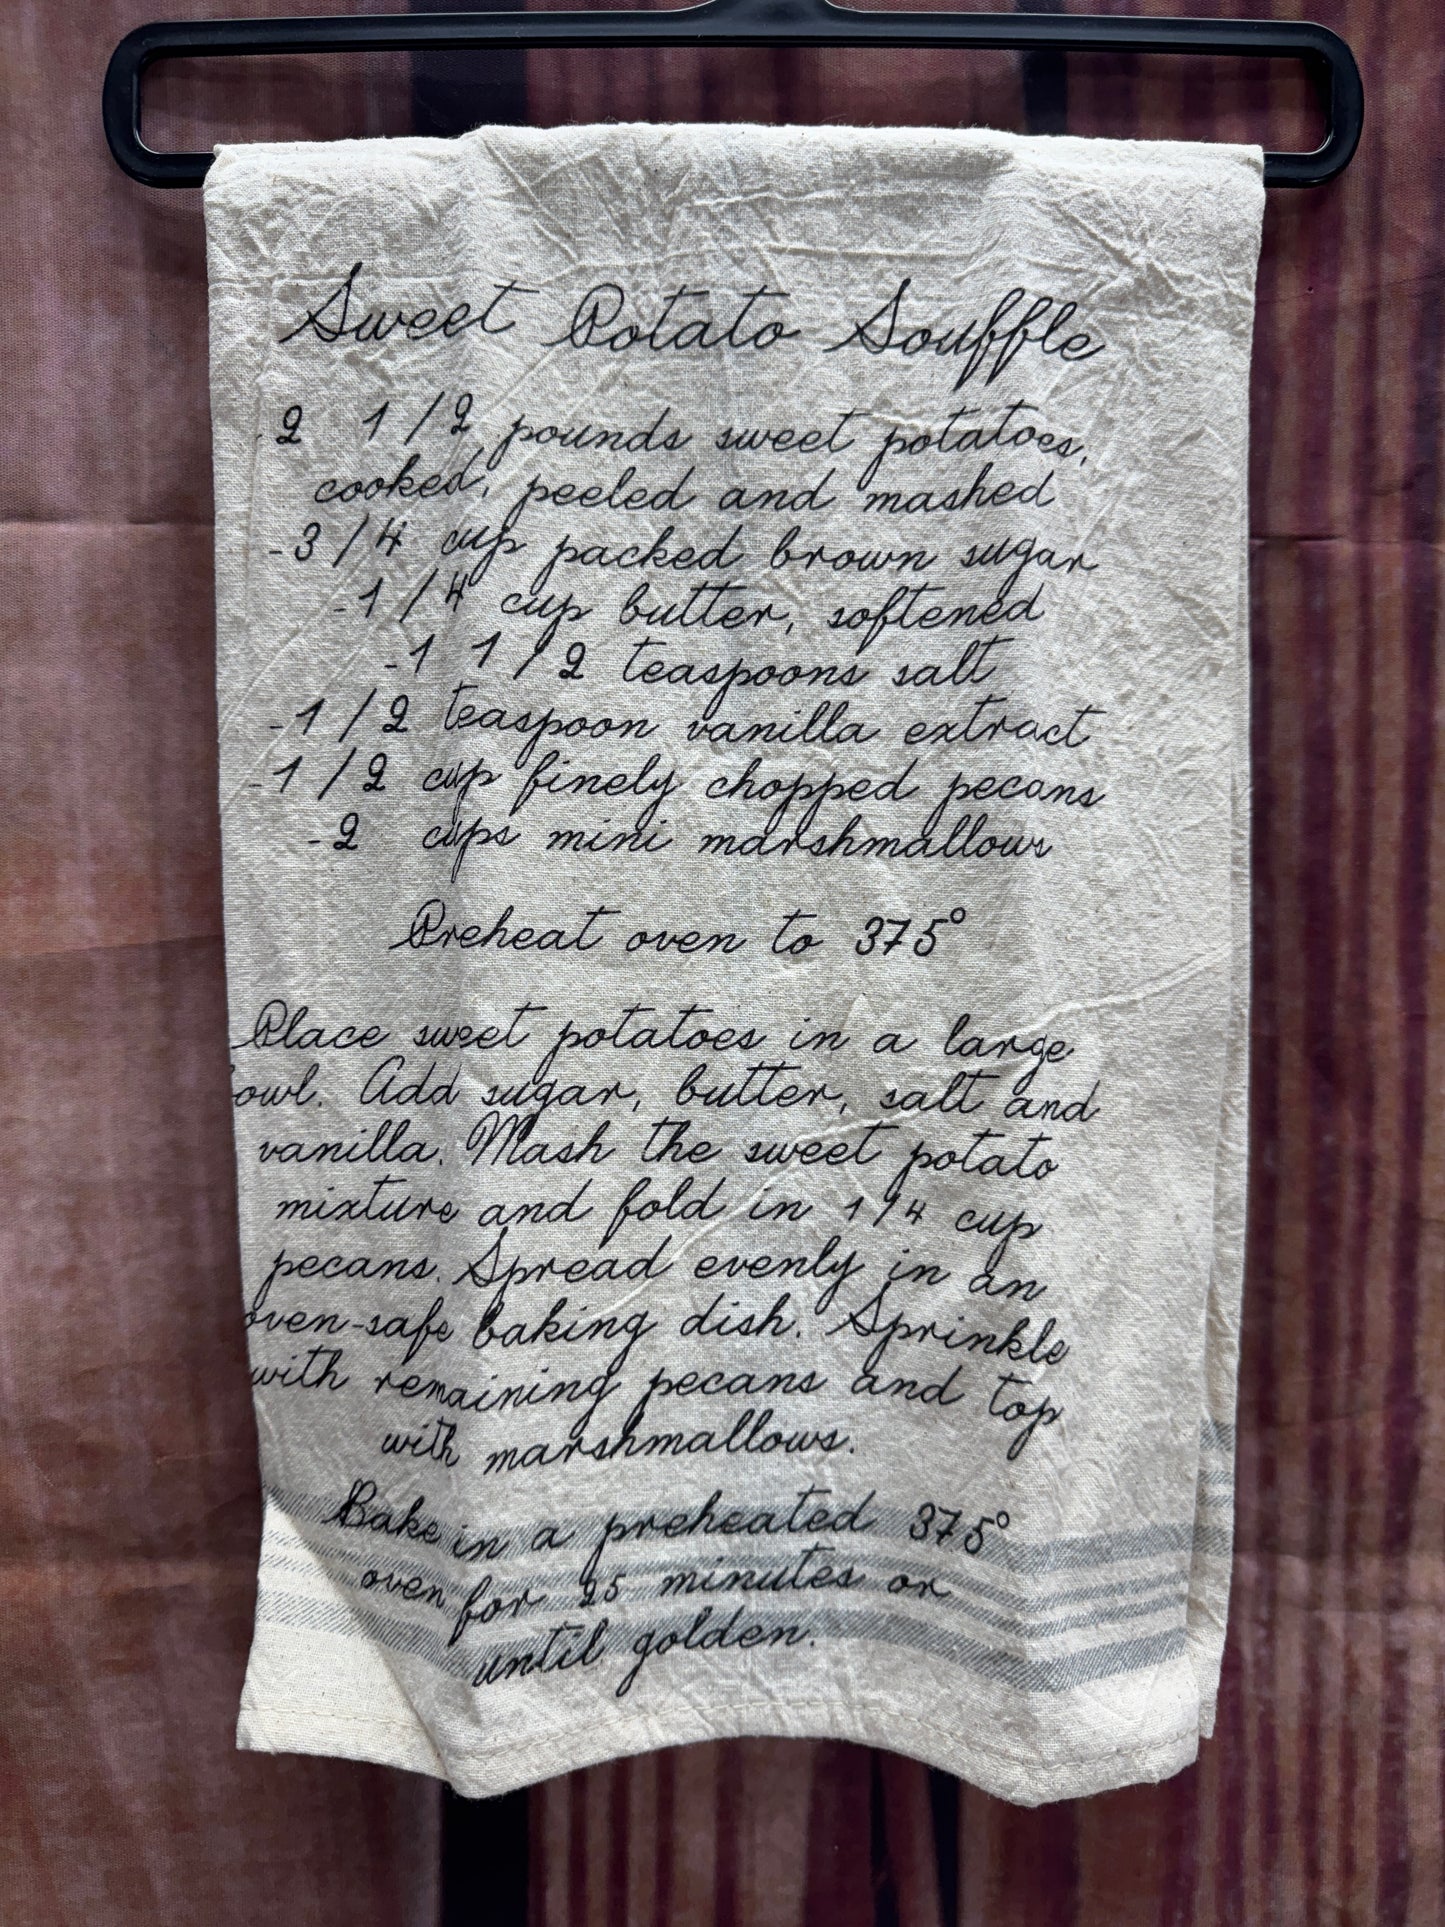 Sweet Potato Souffle
-2 1/2 pounds sweet potatoes,
cooked, peeled and mashed
-3/4 cup packed brown sugar
-1/4 cup butter, softened
-1 1/2 teaspoons salt
-1/2 teaspoon vanilla extract
-1/2 cup finely chopped pecans
-2 cups mini marshmallows
Preheat oven to 375°
Place sweet potatoes in a large
owl. Add sugar, butter, salt and
vanilla. Mash the sweet potato
mixture and fold in 1/4 cup
pecans. Spread evenly in an
oven-safe baking dish. Sprinkle
with remaining pecans and top
with marshmallows.
Bake in a preheated 375°
oven for 25 minutes or
until golden.